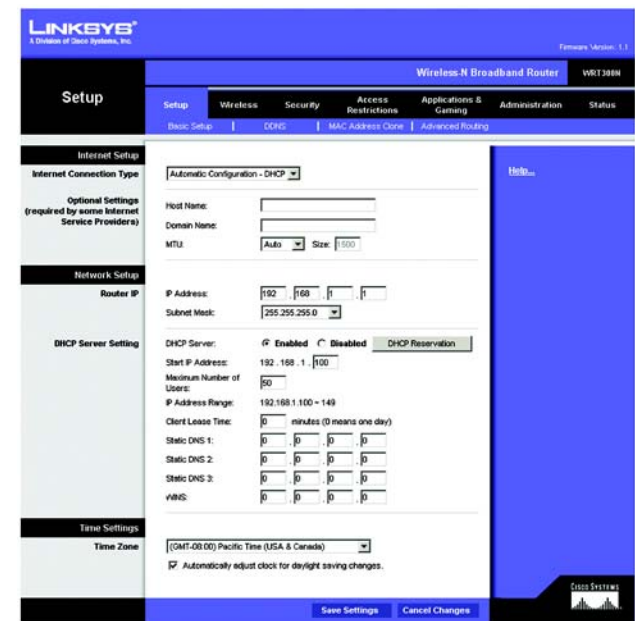 LINKSYS®
A Division of Cisco Systems, Inc.
Firmware Version: 1.1
Wireless-N Broadband Router WRT300N
Setup
Setup Wireless Security Access Restrictions Applications & Gaming Administration Status
Basic Setup | DDNS | MAC Address Clone | Advanced Routing
Internet Setup
Internet Connection Type Automatic Configuration - DHCP
Help...
Optional Settings
(required by some Internet
Service Providers)
Host Name:
Domain Name:
MTU: Auto Size: 1500
Network Setup
Router IP
IP Address: 192 . 168 . 1 . 1
Subnet Mask: 255.255.255.0
DHCP Server Setting
DHCP Server: Enabled Disabled DHCP Reservation
Start IP Address: 192 . 168 . 1 . 100
Maximum Number of
Users: 50
IP Address Range: 192.168.1.100 ~ 149
Client Lease Time: 0 minutes (0 means one day)
Static DNS 1: 0 . 0 . 0 . 0
Static DNS 2: 0 . 0 . 0 . 0
Static DNS 3: 0 . 0 . 0 . 0
WINS: 0 . 0 . 0 . 0
Time Settings
Time Zone
(GMT-08:00) Pacific Time (USA & Canada)
Automatically adjust clock for daylight saving changes.
Save Settings Cancel Changes
CISCO SYSTEMS